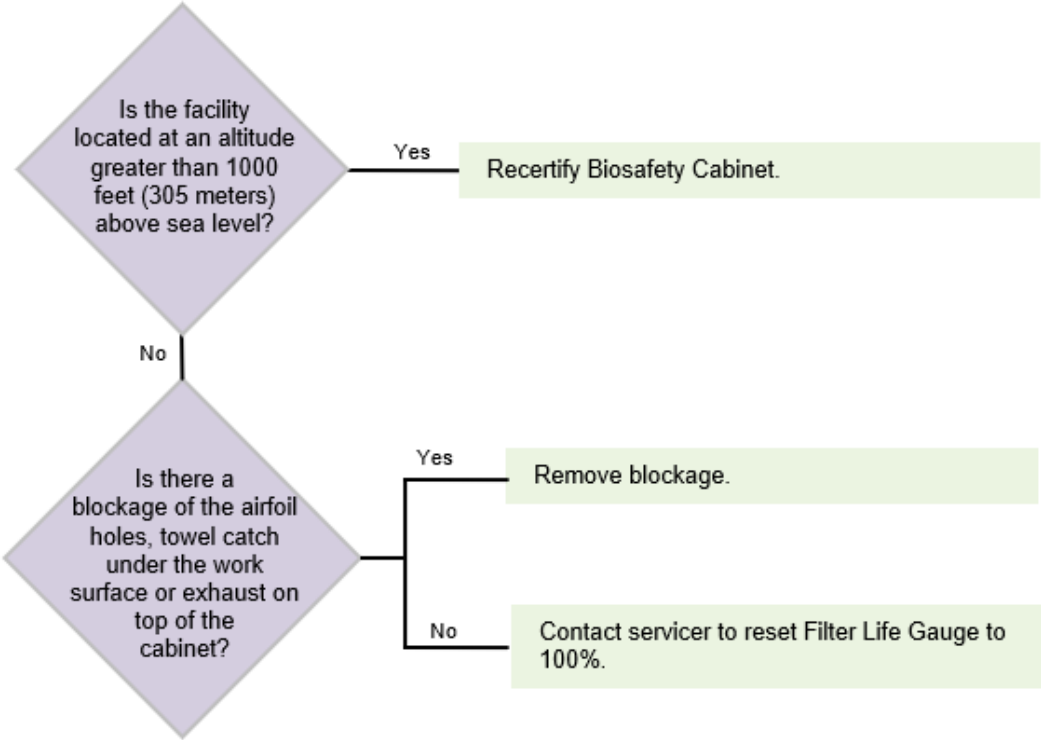 Is the facility
located at an altitude
greater than 1000
feet (305 meters)
above sea level?
Yes
Recertify Biosafety Cabinet.
No
Is there a
blockage of the airfoil
holes, towel catch
under the work
surface or exhaust on
top of the
cabinet?
Yes
Remove blockage.
No
Contact servicer to reset Filter Life Gauge to
100%.